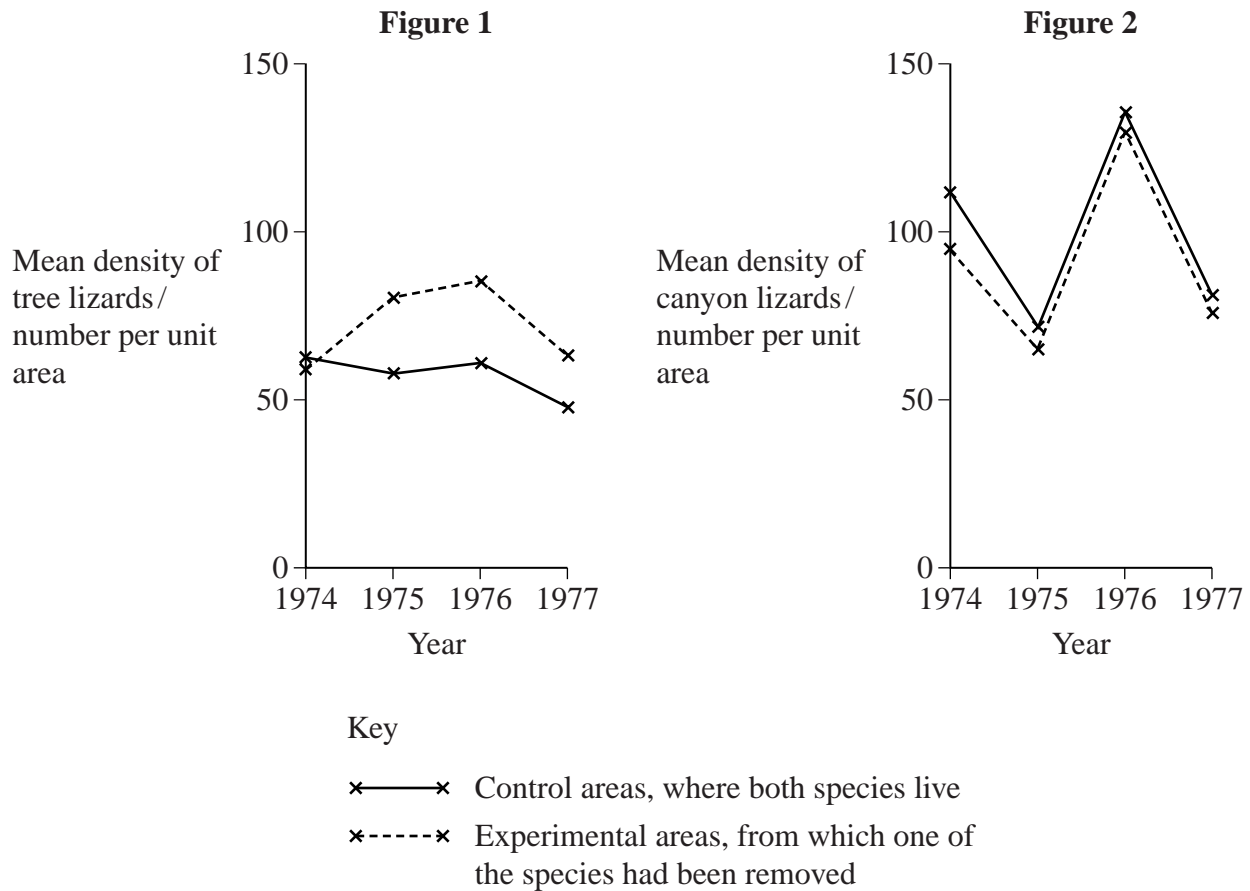 Figure 1
150
100
50
0
Mean density of
tree lizards /
number per unit
area
1974 1975 1976 1977
Year
Figure 2
150
100
50
0
Mean density of
canyon lizards /
number per unit
area
1974 1975 1976 1977
Year
Key
Control areas, where both species live
Experimental areas, from which one of
the species had been removed